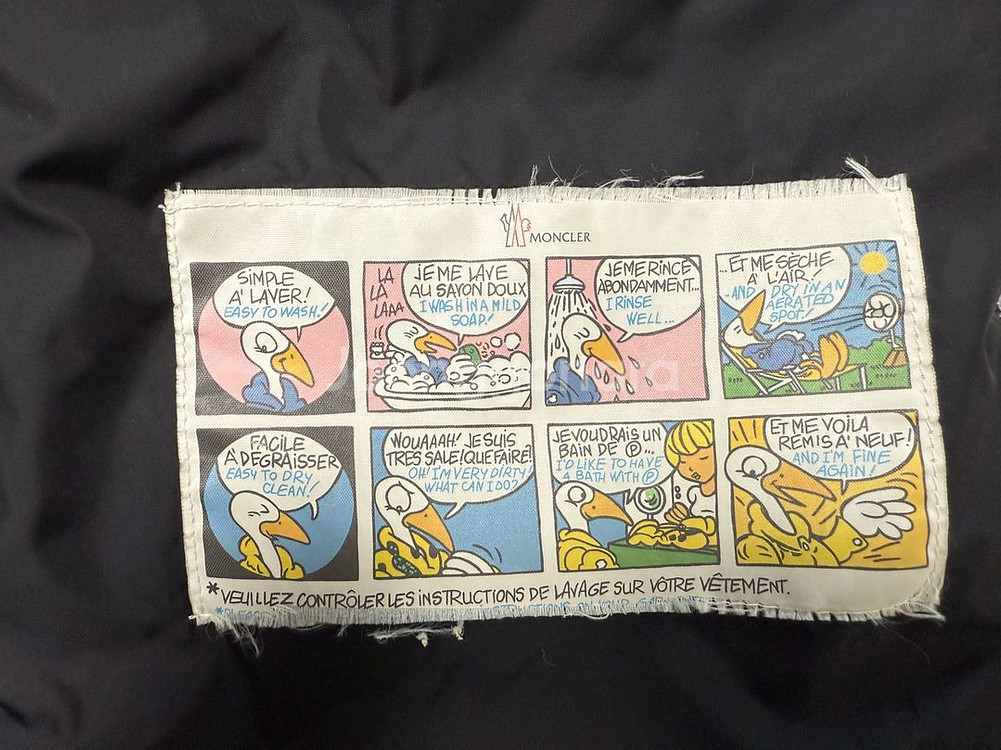 MONCLER
SIMPLE
A' LAVER!
EASY TO WASH!
LA
LA
LAAA
JE ME LAVE
AU SAVON DOUX
I WASH IN A MILD
SOAP!
JE ME RINCE
ABONDAMMENT...
I RINSE
WELL...
...ET ME SÈCHE
A' L'AIR!
-AND DRY IN AN
AERATED
SPOT!
FACILE
A' DEGRAISSER
EASY TO DRY
CLEAN!
WOUAAAH! JE SUIS
TRES SALE! QUE FAIRE!
OH! I'M VERY DIRTY!
WHAT CAN I DO?
JE VOUDRAIS UN
BAIN DE Ⓟ...
I'D LIKE TO HAVE
A BATH WITH Ⓟ
ET ME VOILA
REMIS A' NEUF!
AND I'M FINE
AGAIN!
*VEUILLEZ CONTRÔLER LES INSTRUCTIONS DE LAVAGE SUR VÔTRE VÊTEMENT.